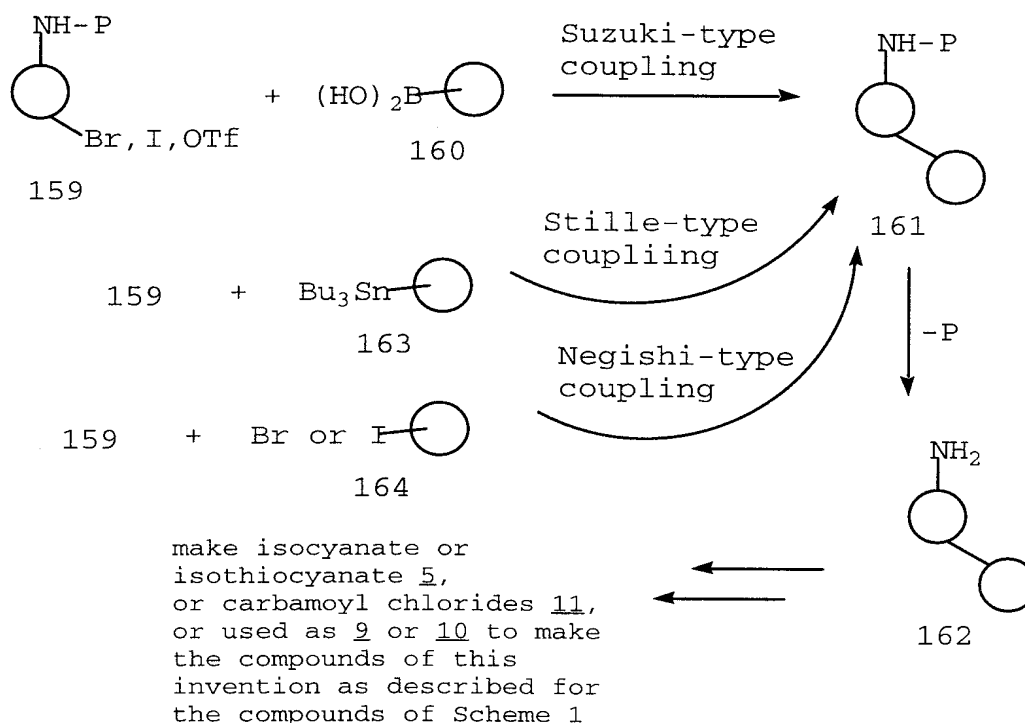 NH-P
Br, I, OTf
159
+
(HO)2B
160
Suzuki-type
coupling
NH-P
161
159 + Bu3Sn
163
Stille-type
coupliing
-P
159 + Br or I
164
Negishi-type
coupling
NH2
162
make isocyanate or
isothiocyanate 5,
or carbamoyl chlorides 11,
or used as 9 or 10 to make
the compounds of this
invention as described for
the compounds of Scheme 1